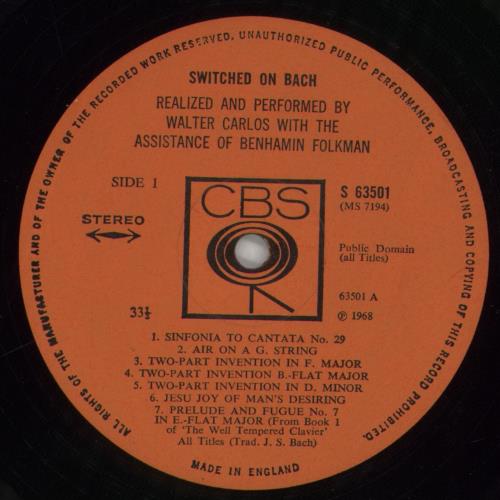 ALL RIGHTS OF THE MANUFACTURER AND OF THE OWNER OF THE RECORDED WORK RESERVED. UNAUTHORIZED PUBLIC PERFORMANCE, BROADCASTING AND COPYING OF THIS RECORD PROHIBITED.
SWITCHED ON BACH
REALIZED AND PERFORMED BY
WALTER CARLOS WITH THE
ASSISTANCE OF BENHAMIN FOLKMAN
SIDE 1
CBS
S 63501
(MS 7194)
STEREO
Public Domain
(all Titles)
63501 A
33⅓
℗ 1968
1. SINFONIA TO CANTATA No. 29
2. AIR ON A G. STRING
3. TWO-PART INVENTION IN F. MAJOR
4. TWO-PART INVENTION B.-FLAT MAJOR
5. TWO-PART INVENTION IN D. MINOR
6. JESU JOY OF MAN'S DESIRING
7. PRELUDE AND FUGUE No. 7
IN E.-FLAT MAJOR (From Book 1
of 'The Well Tempered Clavier'
All Titles (Trad. J. S. Bach)
MADE IN ENGLAND